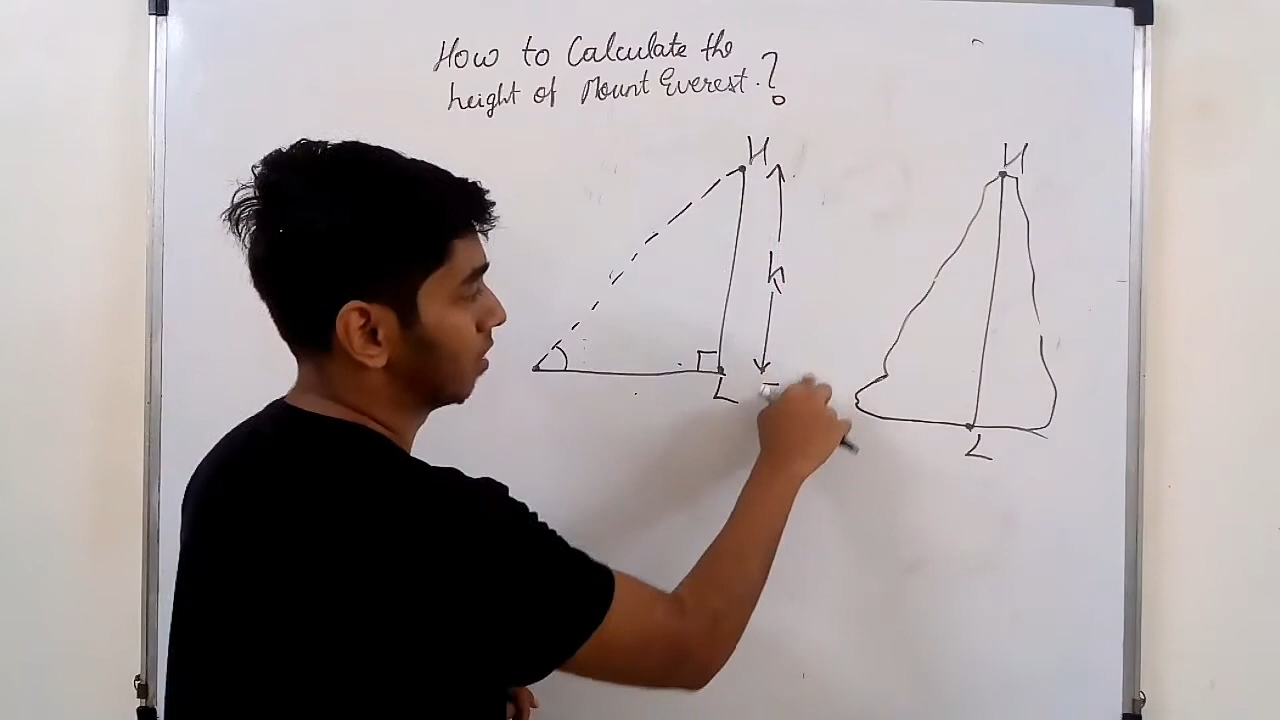 How to Calculate the
height of Mount Everest.?
H
h
L
H
L